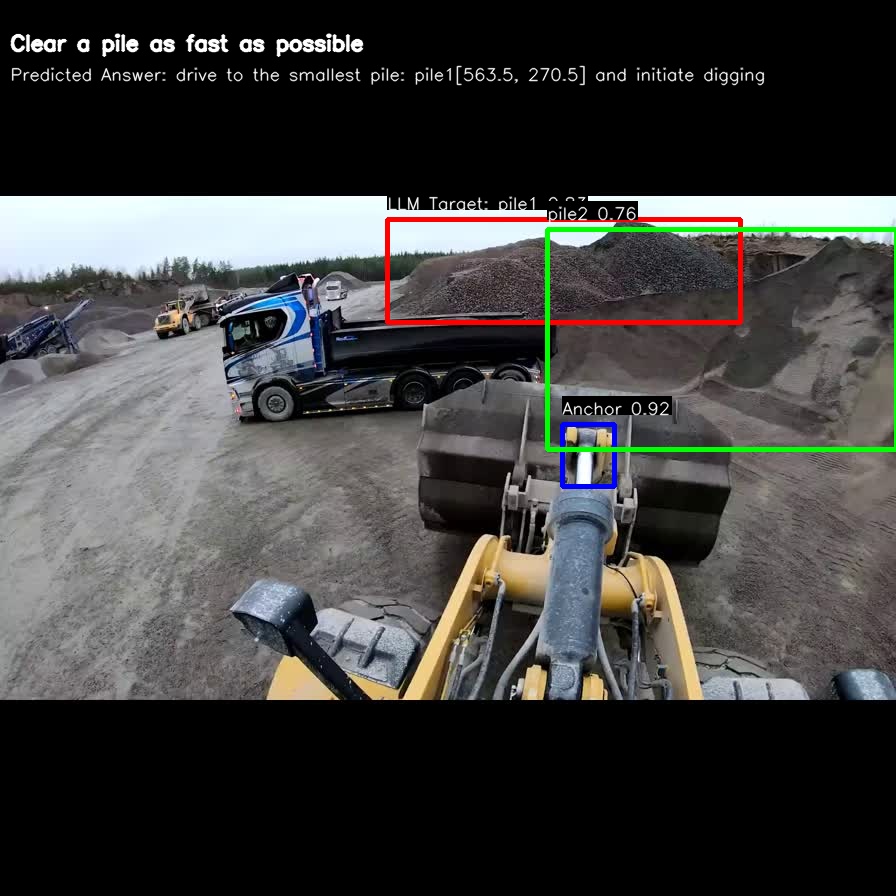 Clear a pile as fast as possible
Predicted Answer: drive to the smallest pile: pile1[563.5, 270.5] and initiate digging
LLM Target: pile1
pile2 0.76
Anchor 0.92